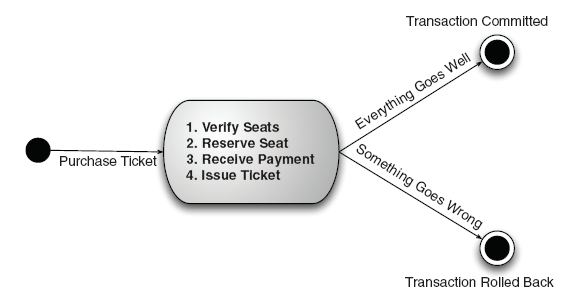 Transaction Committed
Everything Goes Well
1. Verify Seats
2. Reserve Seat
3. Receive Payment
4. Issue Ticket
Purchase Ticket
Something Goes Wrong
Transaction Rolled Back